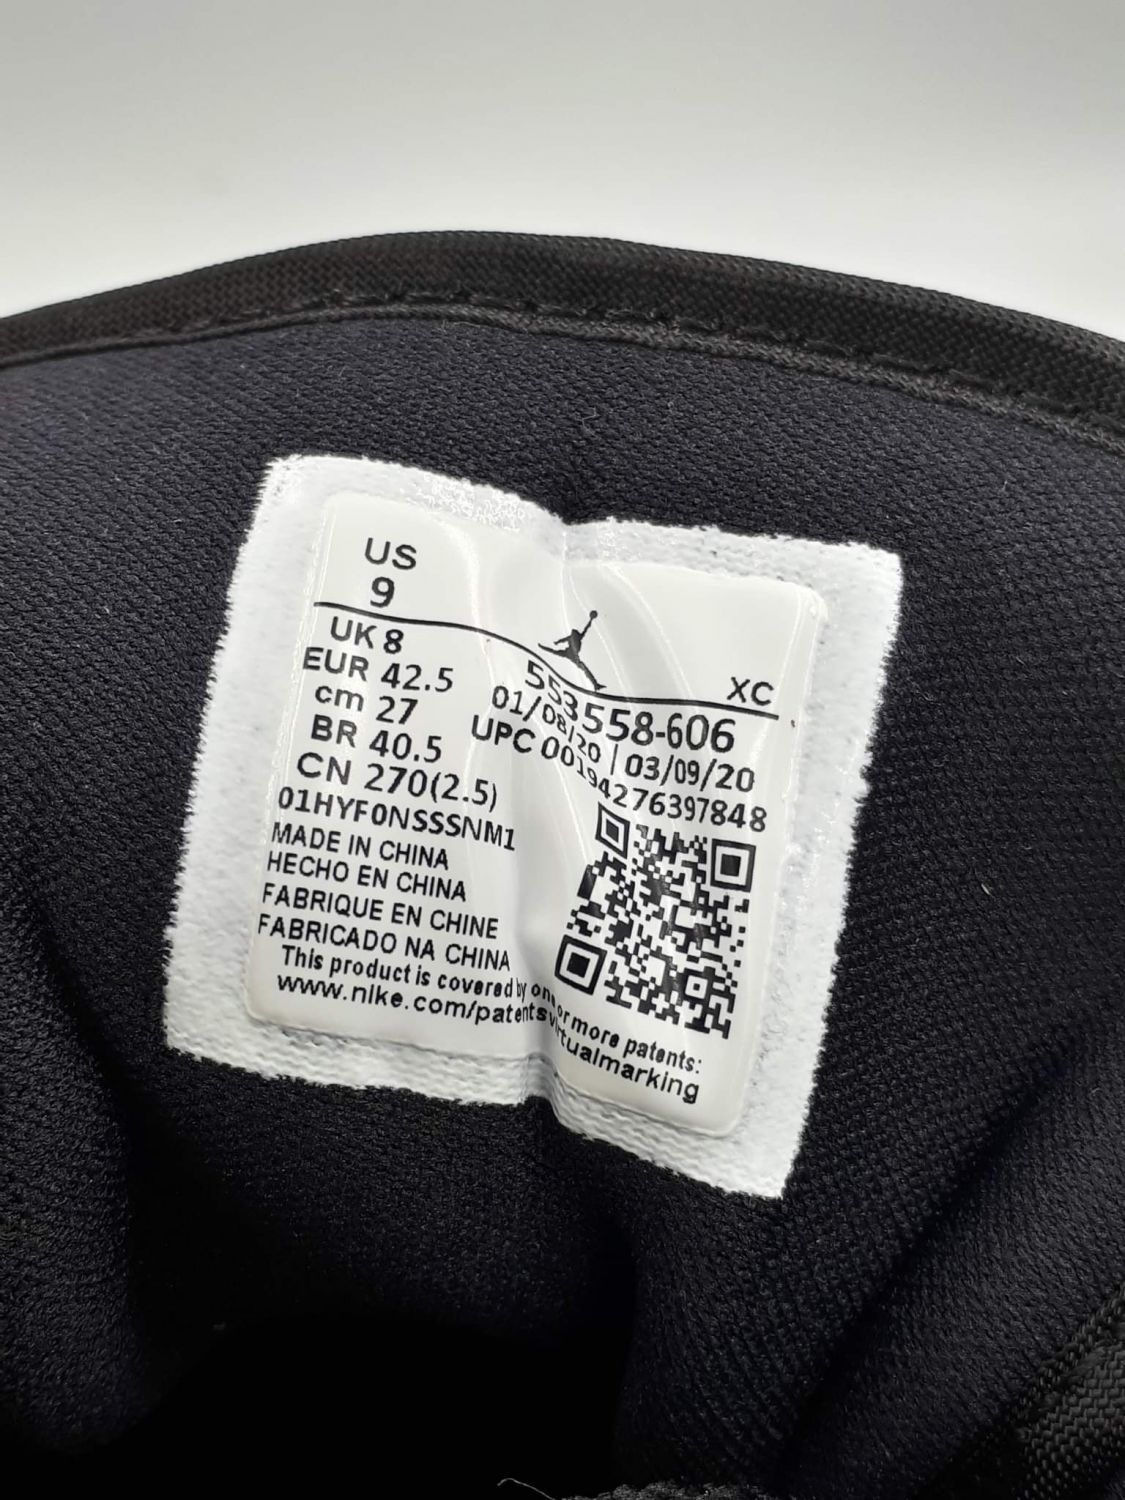 US
9
UK 8
EUR 42.5
cm 27
BR 40.5
CN 270(2.5)
01HYF0NSSSNM1
MADE IN CHINA
HECHO EN CHINA
FABRIQUE EN CHINE
FABRICADO NA CHINA
XC
553558-606
01/08/20 | 03/09/20
UPC 00194276397848
This product is covered by one or more patents:
www.nike.com/patentsvirtualmarking